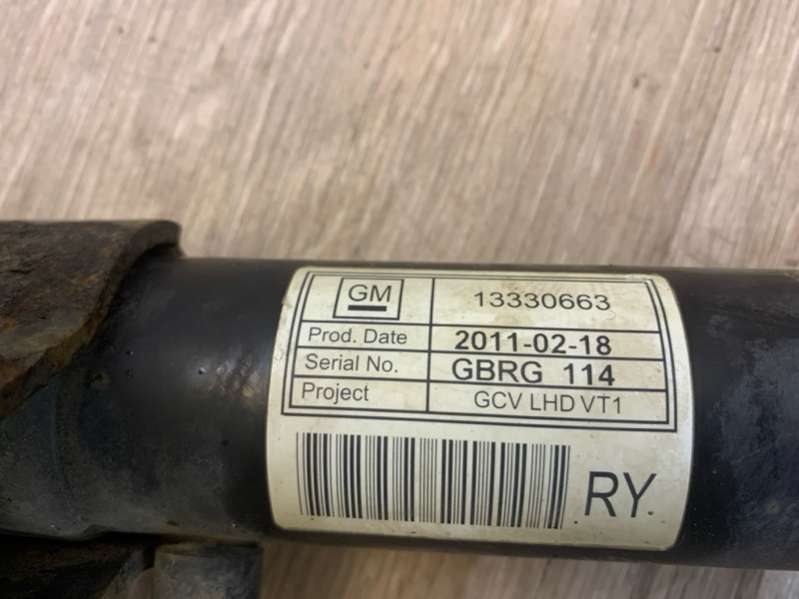 GM 13330663
Prod. Date 2011-02-18
Serial No. GBRG 114
Project GCV LHD VT1
RY.